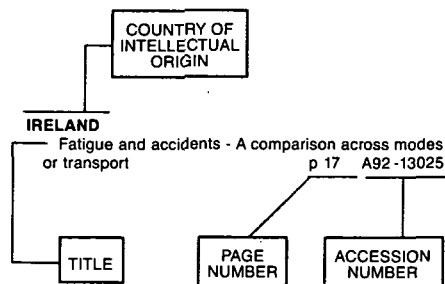 COUNTRY OF
INTELLECTUAL
ORIGIN
IRELAND
Fatigue and accidents - A comparison across modes
or transport p 17 A92 -13025
TITLE
PAGE
NUMBER
ACCESSION
NUMBER